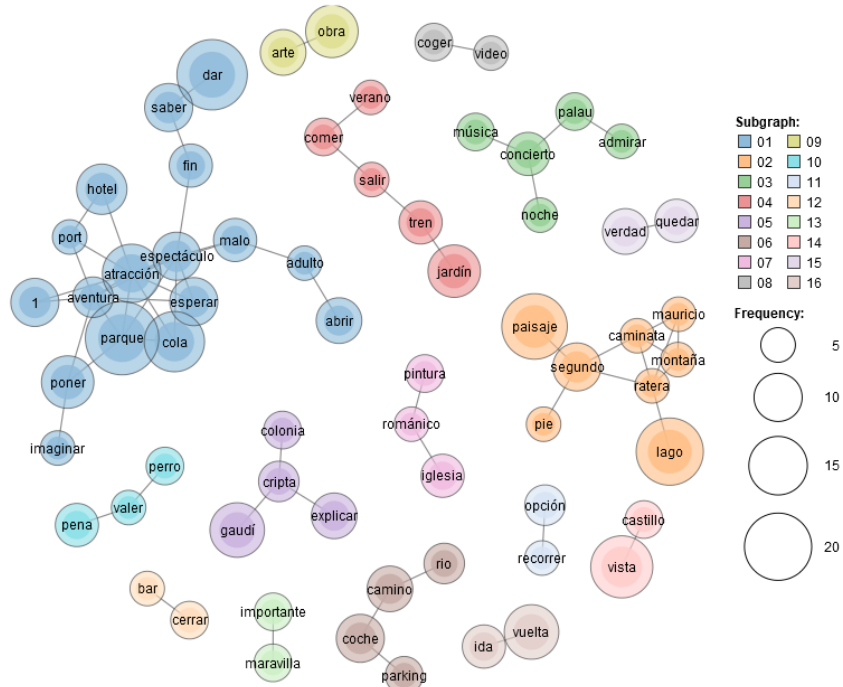 obra
arte
coger
video
dar
saber
verano
comer
palau
música
admirar
concierto
fin
hotel
salir
noche
quedar
verdad
tren
port
malo
espectáculo
adulto
atracción
jardín
aventura
1
esperar
abrir
parque
cola
poner
imaginar
paisaje
mauricio
caminata
montaña
segundo
ratera
pie
lago
pintura
románico
iglesia
colonia
cripta
gaudí
explicar
perro
valer
pena
opción
recorrer
castillo
vista
bar
cerrar
importante
maravilla
rio
camino
coche
parking
ida
vuelta
Subgraph:
01 09
02 10
03 11
04 12
05 13
06 14
07 15
08 16
Frequency:
5
10
15
20